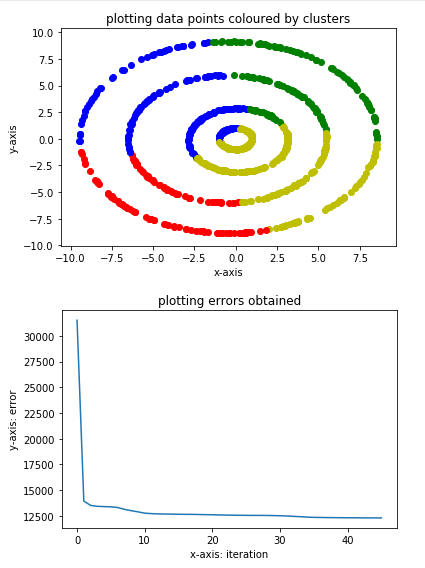 plotting data points coloured by clusters
10.0
7.5
5.0
2.5
0.0
−2.5
−5.0
−7.5
−10.0
y-axis
−10.0 −7.5 −5.0 −2.5 0.0 2.5 5.0 7.5
x-axis
plotting errors obtained
30000
27500
25000
22500
20000
17500
15000
12500
y-axis: error
0 10 20 30 40
x-axis: iteration